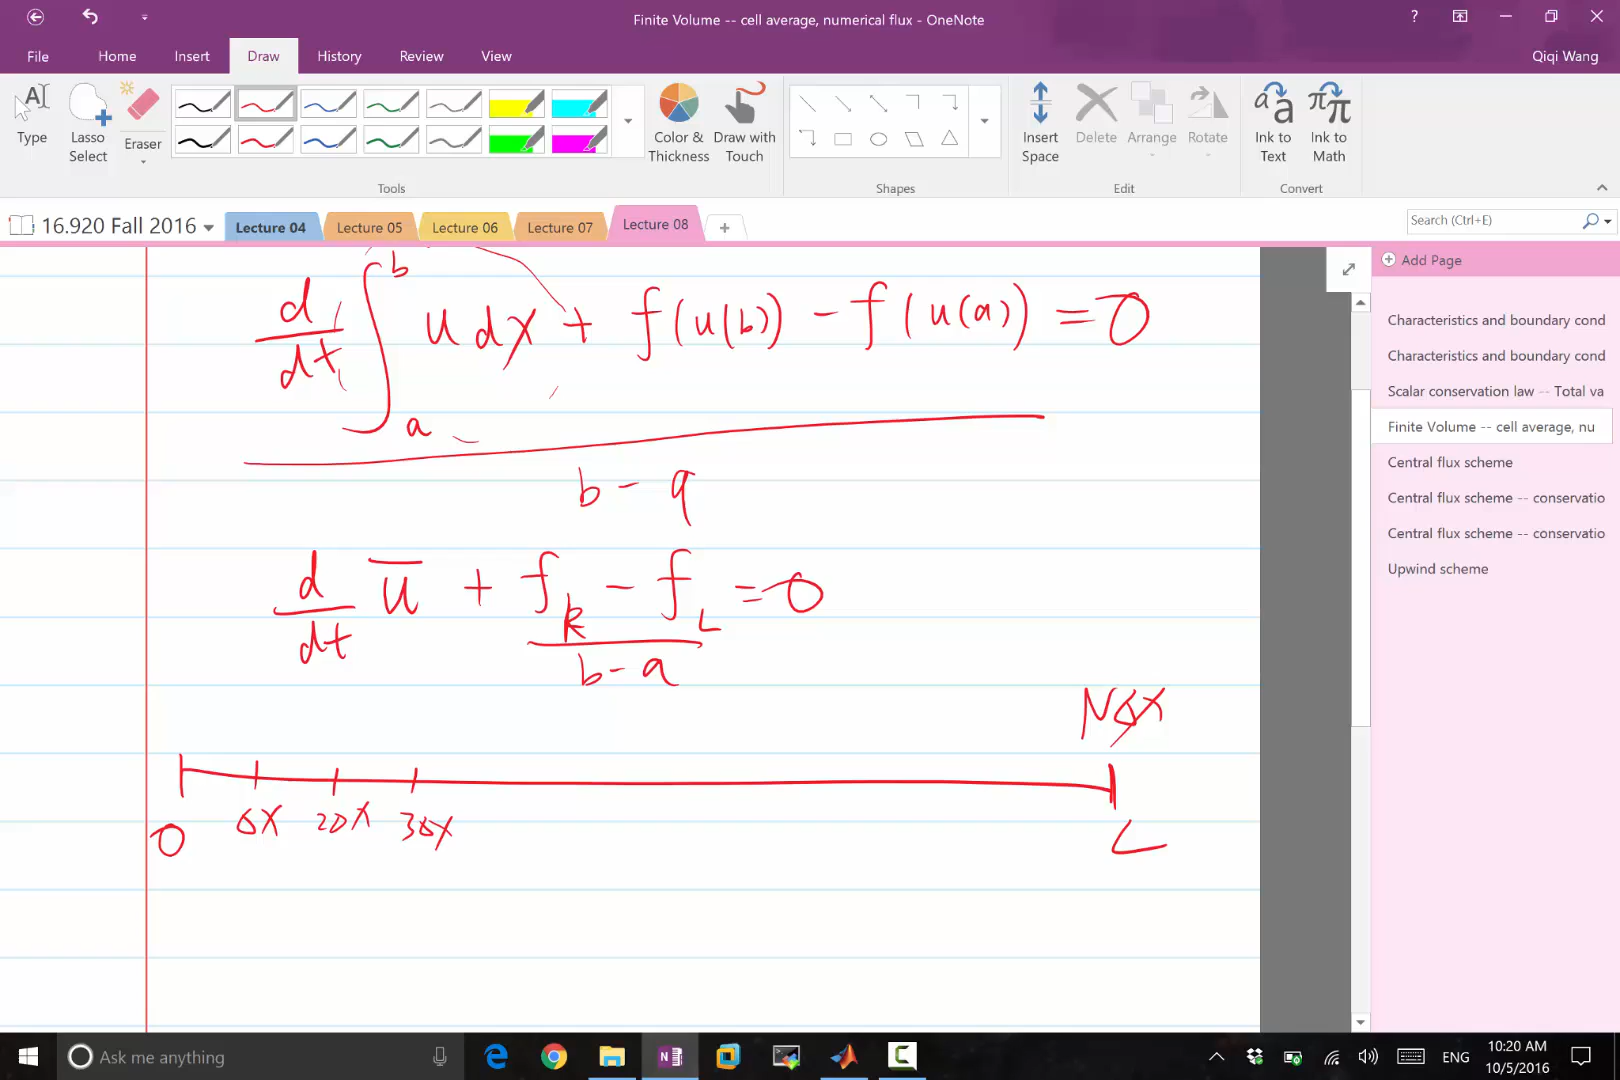 Finite Volume -- cell average, numerical flux - OneNote
?
File Home Insert Draw History Review View
Qiqi Wang
Type
Lasso Select
Eraser
Color & Thickness
Draw with Touch
Insert Space
Delete
Arrange
Rotate
Ink to Text
Ink to Math
Tools Shapes Edit Convert
16.920 Fall 2016
Lecture 04 Lecture 05 Lecture 06 Lecture 07 Lecture 08
Search (Ctrl+E)
Add Page
Characteristics and boundary cond
Characteristics and boundary cond
Scalar conservation law -- Total va
Finite Volume -- cell average, nu
Central flux scheme
Central flux scheme -- conservatio
Central flux scheme -- conservatio
Upwind scheme
d/dt ∫_a^b u dx + f(u(b)) - f(u(a)) = 0
b - a
d/dt u̅ + (f_R - f_L)/(b-a) = 0
NΔX
0 ΔX 2ΔX 3ΔX L
Ask me anything
ENG
10:20 AM
10/5/2016